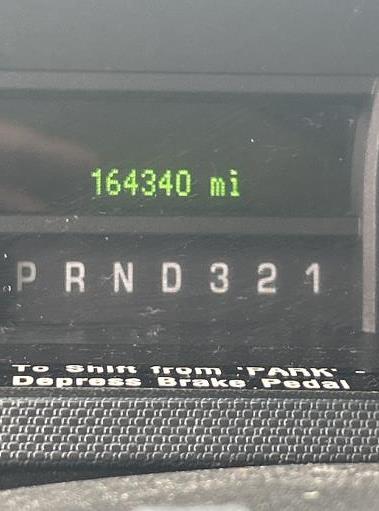 164340 mi
P R N D 3 2 1
To Shift from 'PARK' -
Depress Brake Pedal